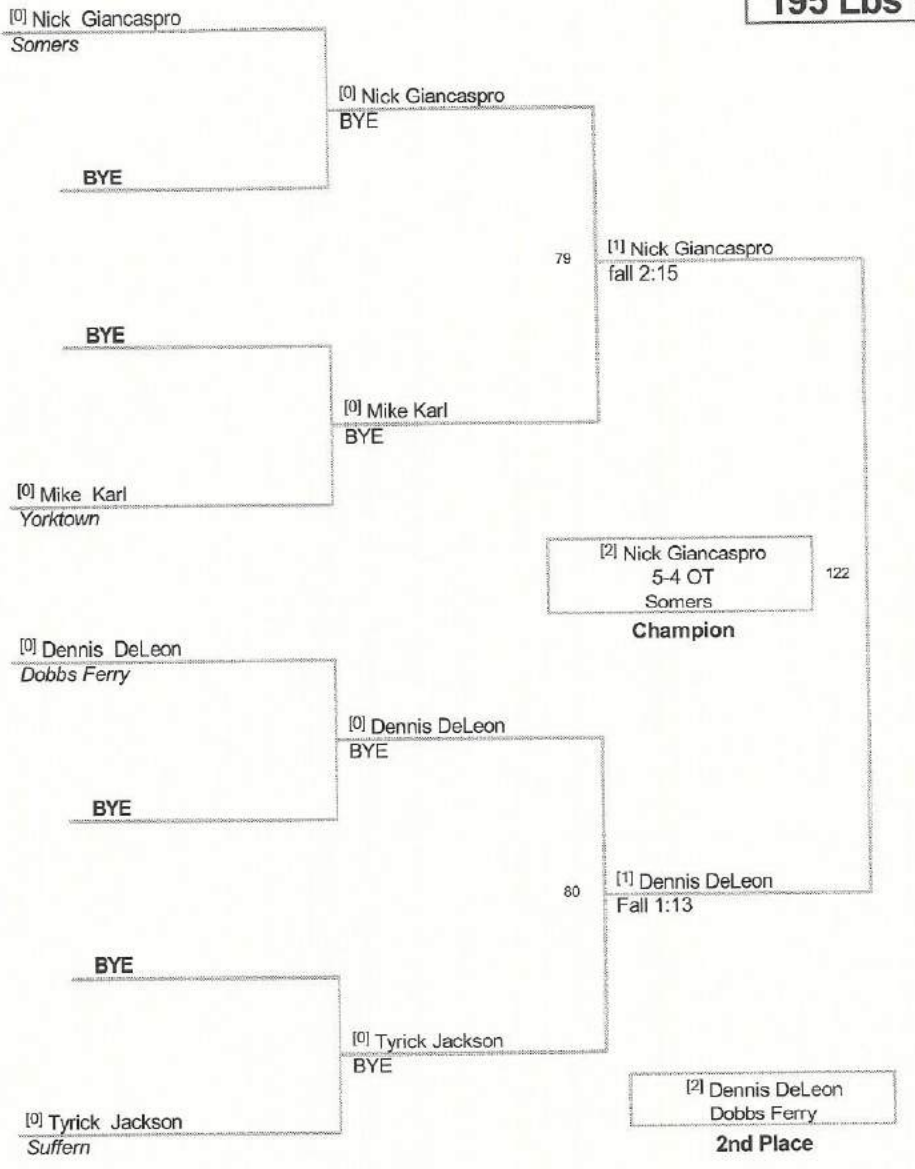 195 Lbs
[0] Nick Giancaspro
Somers
[0] Nick Giancaspro
BYE
BYE
79
[1] Nick Giancaspro
fall 2:15
BYE
[0] Mike Karl
BYE
[0] Mike Karl
Yorktown
[2] Nick Giancaspro
5-4 OT
Somers
Champion
122
[0] Dennis DeLeon
Dobbs Ferry
[0] Dennis DeLeon
BYE
BYE
80
[1] Dennis DeLeon
Fall 1:13
BYE
[0] Tyrick Jackson
BYE
[0] Tyrick Jackson
Suffern
[2] Dennis DeLeon
Dobbs Ferry
2nd Place